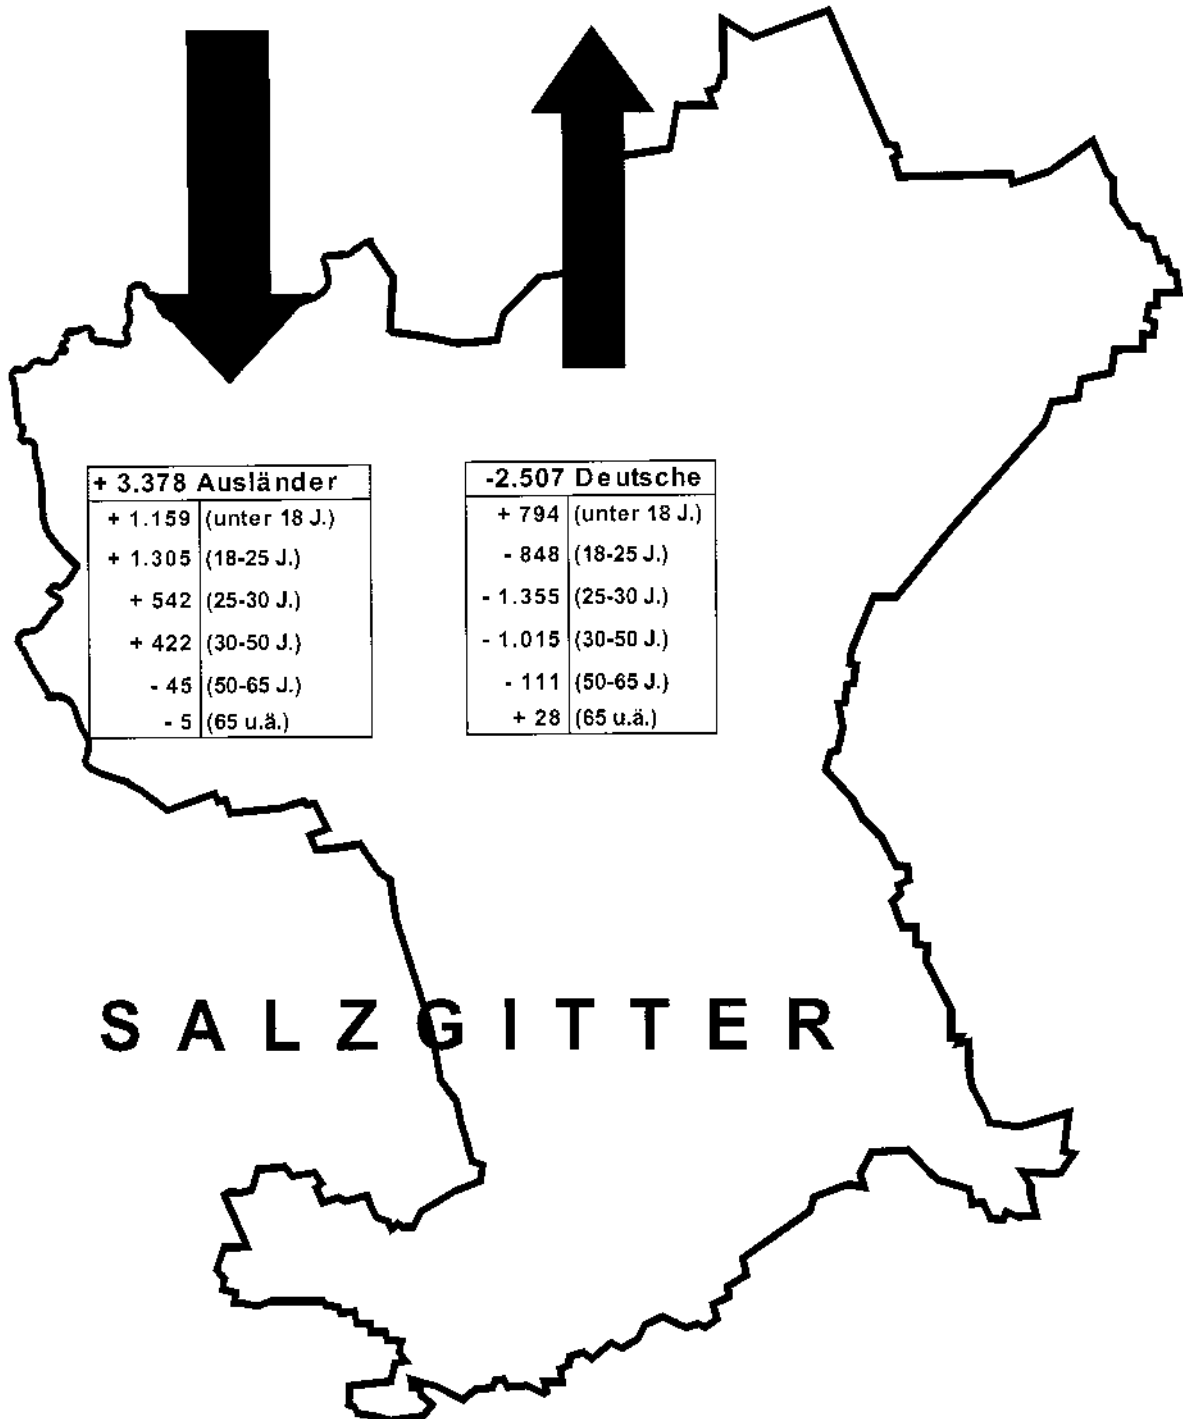 + 3.378 Ausländer
+ 1.159 (unter 18 J.)
+ 1.305 (18-25 J.)
+ 542 (25-30 J.)
+ 422 (30-50 J.)
- 45 (50-65 J.)
- 5 (65 u.ä.)
-2.507 Deutsche
+ 794 (unter 18 J.)
- 848 (18-25 J.)
- 1.355 (25-30 J.)
- 1.015 (30-50 J.)
- 111 (50-65 J.)
+ 28 (65 u.ä.)
SALZGITTER